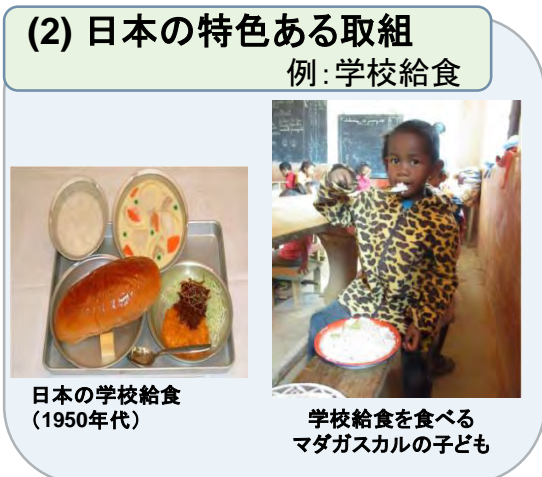 (2) 日本の特色ある取組
例：学校給食
日本の学校給食
（1950年代）
学校給食を食べる
マダガスカルの子ども